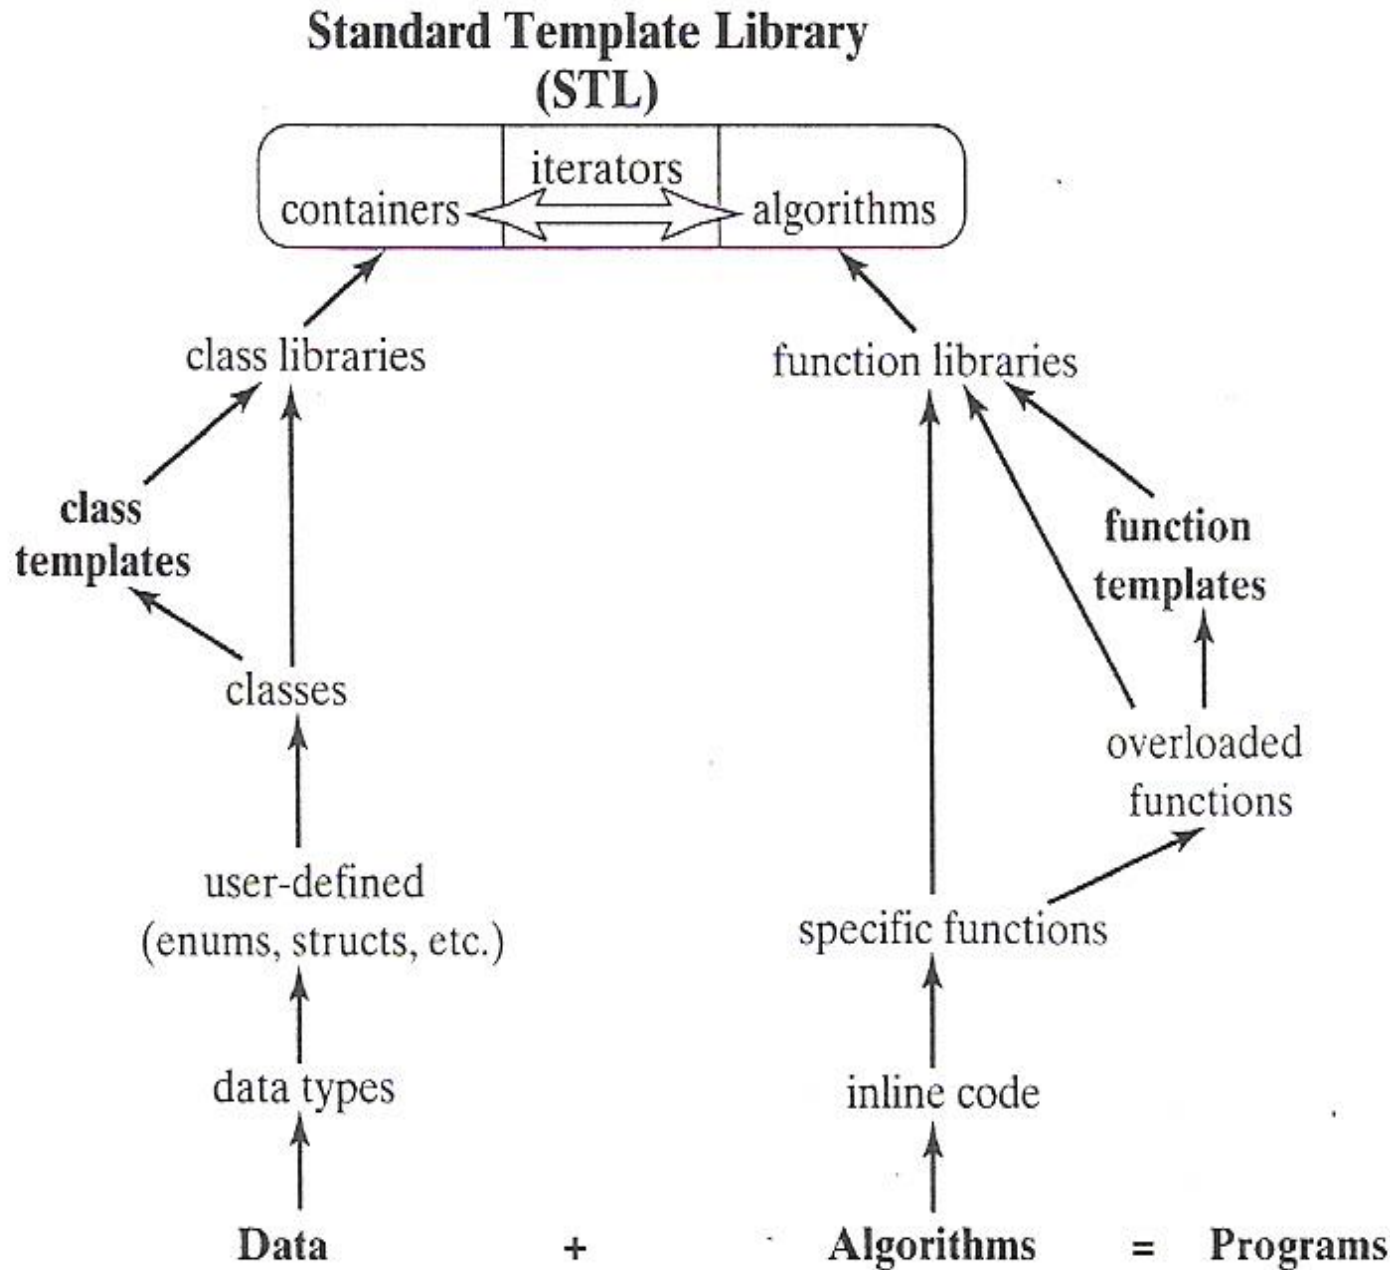 Standard Template Library
(STL)
iterators
containers
algorithms
class libraries
function libraries
class
templates
function
templates
classes
overloaded
functions
user-defined
(enums, structs, etc.)
specific functions
data types
inline code
Data + Algorithms = Programs